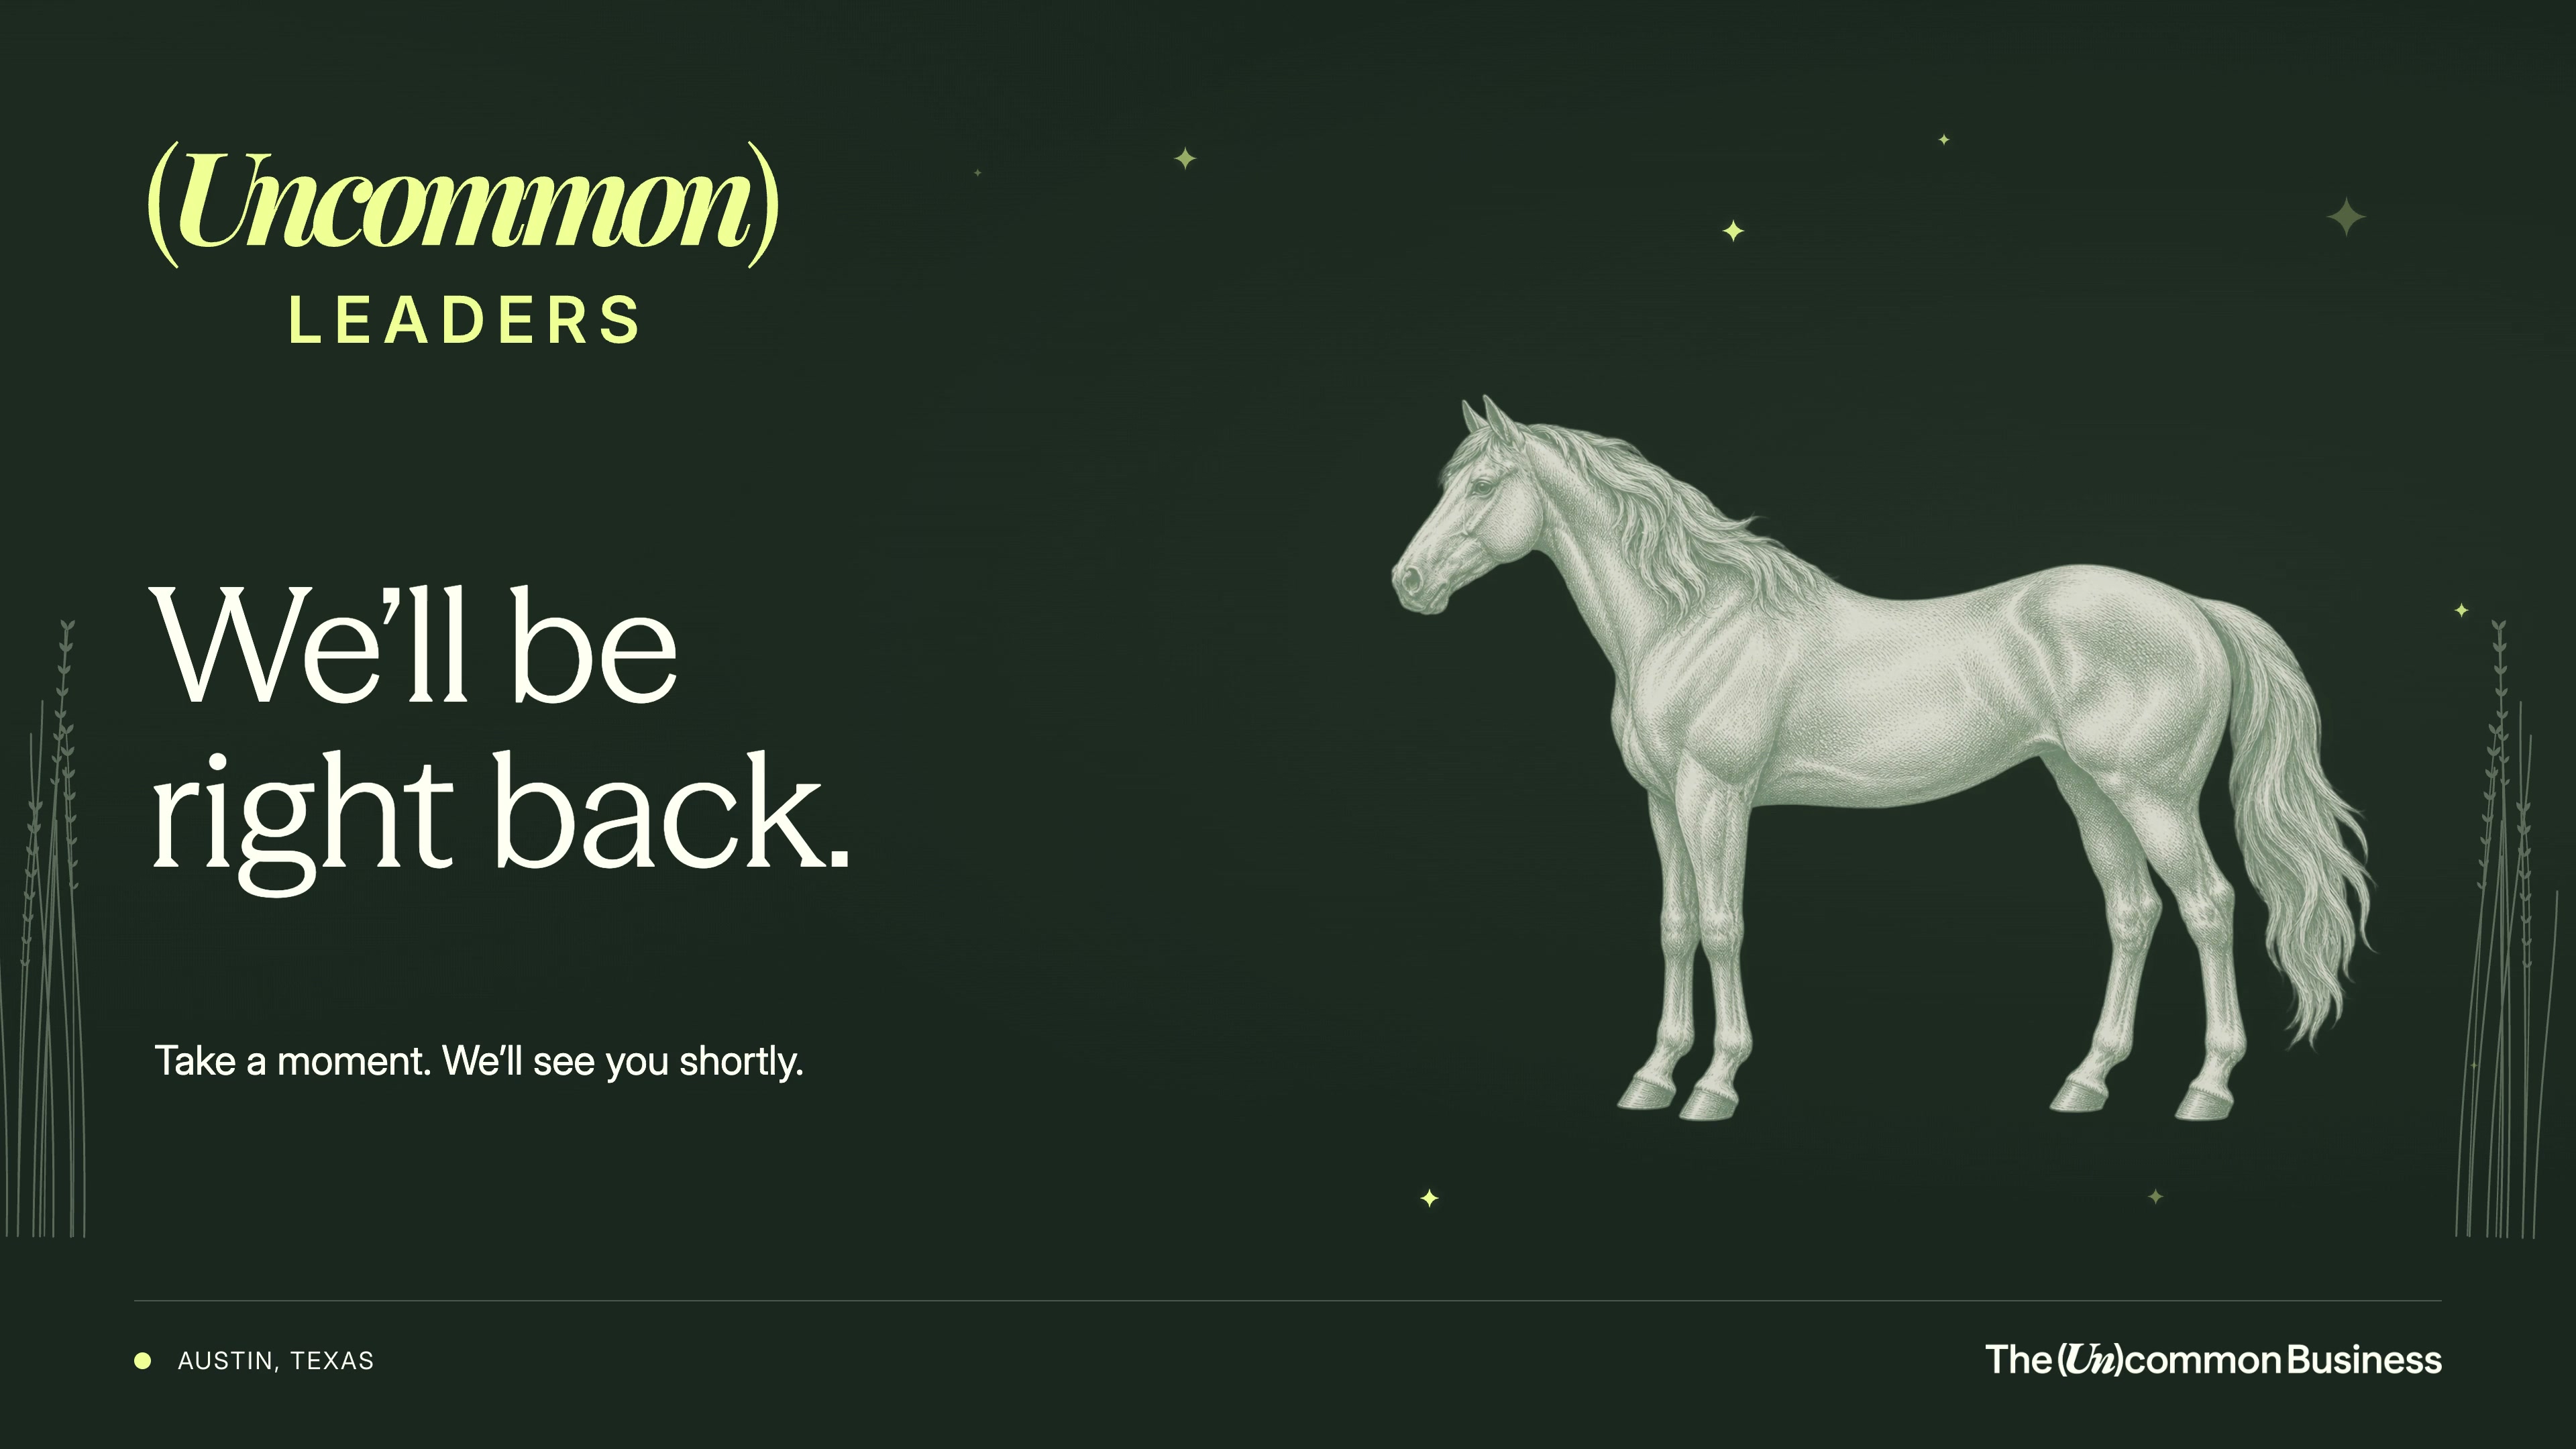 (Uncommon)
LEADERS
We’ll be
right back.
Take a moment. We’ll see you shortly.
AUSTIN, TEXAS
The (Un)common Business